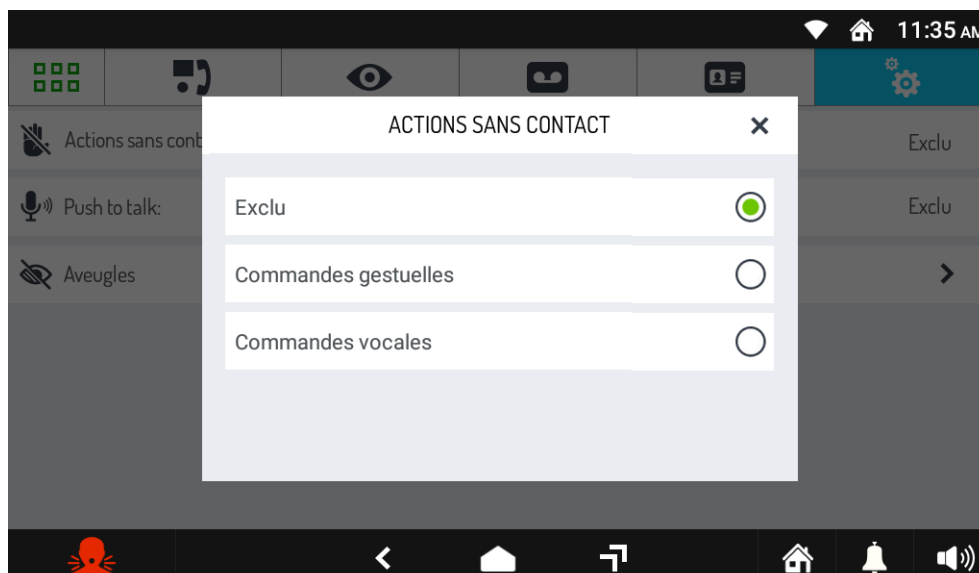 11:35 AM
ACTIONS SANS CONTACT
Actions sans cont
Exclu
Exclu
Push to talk:
Exclu
Commandes gestuelles
Aveugles
Commandes vocales